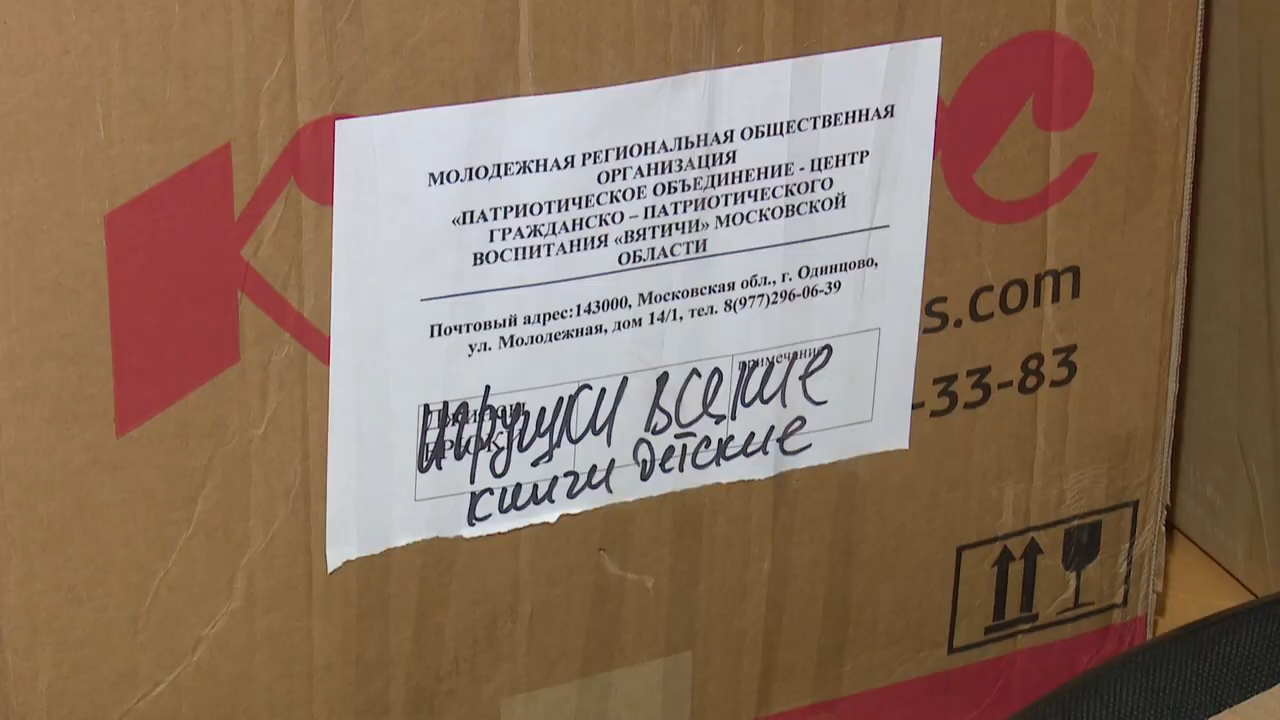 МОЛОДЕЖНАЯ РЕГИОНАЛЬНАЯ ОБЩЕСТВЕННАЯ
ОРГАНИЗАЦИЯ
«ПАТРИОТИЧЕСКОЕ ОБЪЕДИНЕНИЕ - ЦЕНТР
ГРАЖДАНСКО – ПАТРИОТИЧЕСКОГО
ВОСПИТАНИЯ «ВЯТИЧИ» МОСКОВСКОЙ
ОБЛАСТИ
Почтовый адрес:143000, Московская обл., г. Одинцово,
ул. Молодежная, дом 14/1, тел. 8(977)296-06-39
примечание
игрушки всякие
книги детские
s.com
-33-83